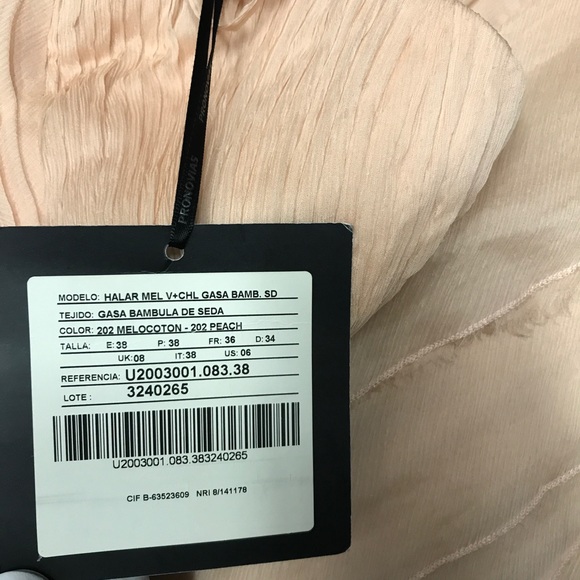 PRONOVIAS
MODELO: HALAR MEL V+CHL GASA BAMB. SD
TEJIDO: GASA BAMBULA DE SEDA
COLOR: 202 MELOCOTON - 202 PEACH
TALLA: E: 38 P: 38 FR: 36 D: 34
UK: 08 IT: 38 US: 06
REFERENCIA: U2003001.083.38
LOTE : 3240265
U2003001.083.383240265
CIF B-63523609 NRI 8/141178